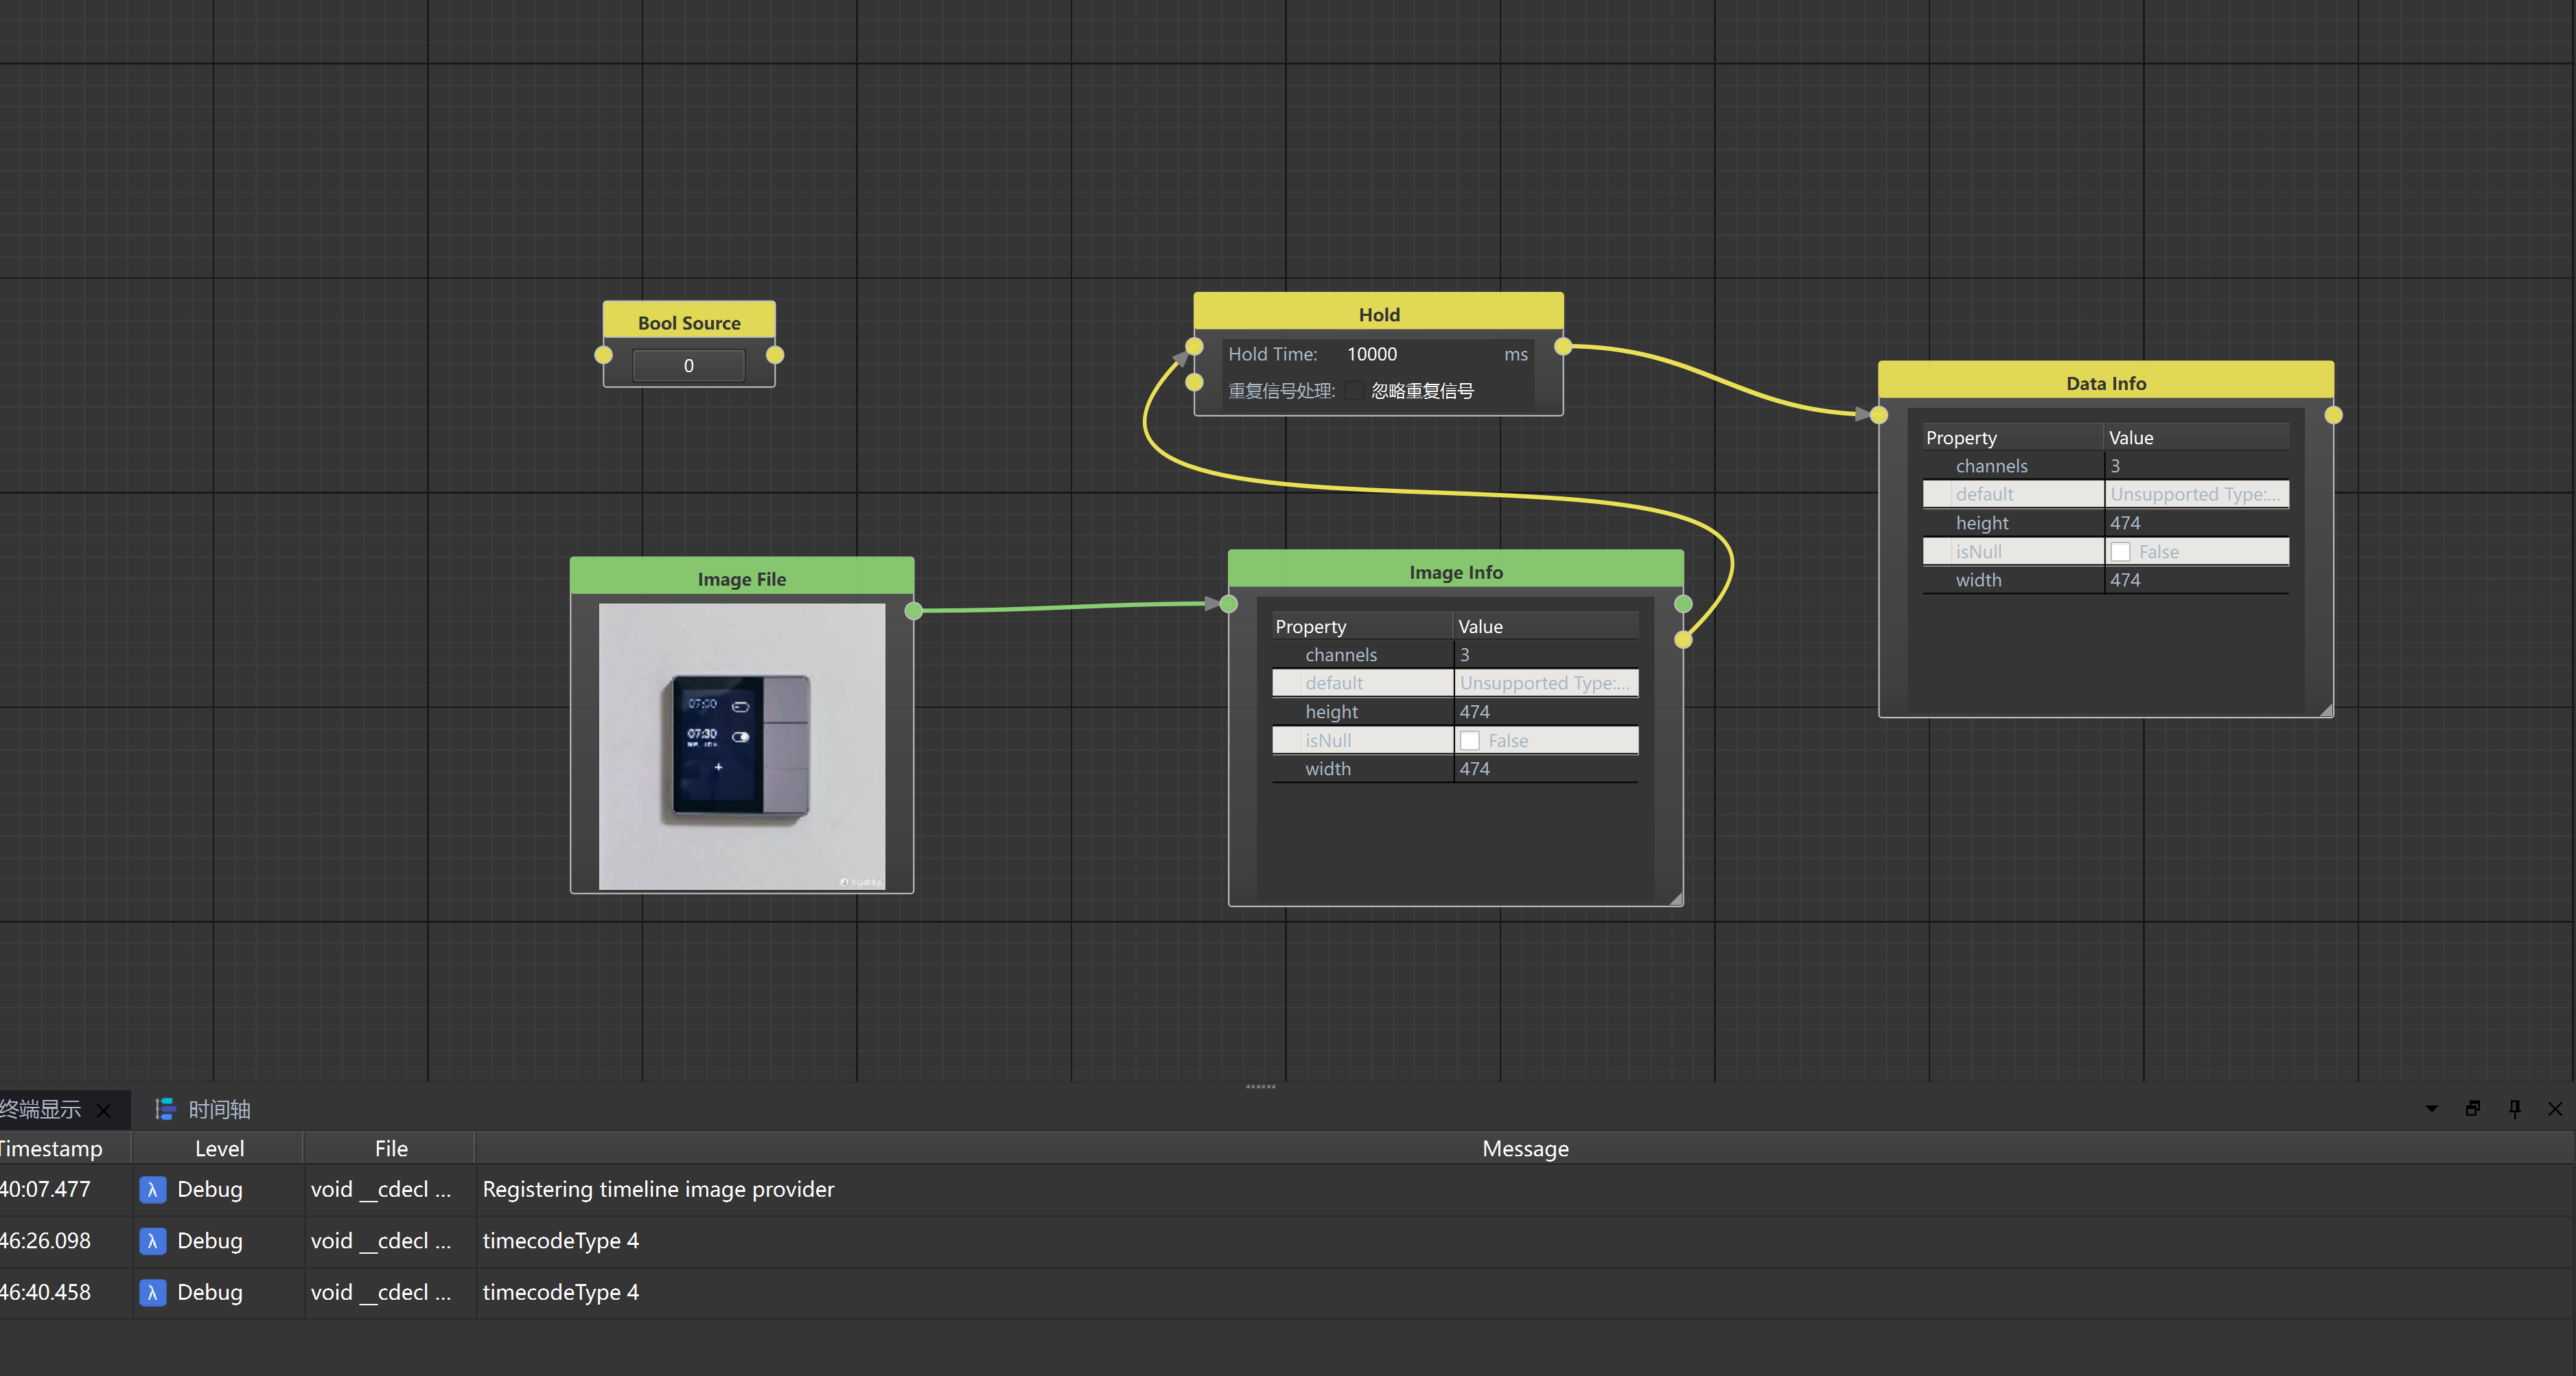 Bool Source
0
Hold
Hold Time: 10000 ms
重复信号处理: 忽略重复信号
Data Info
Property Value
channels 3
default Unsupported Type:...
height 474
isNull False
width 474
Image File
07:00
07:30
+
Image Info
Property Value
channels 3
default Unsupported Type:...
height 474
isNull False
width 474
终端显示 时间轴
Timestamp Level File Message
40:07.477 λ Debug void __cdecl ... Registering timeline image provider
46:26.098 λ Debug void __cdecl ... timecodeType 4
46:40.458 λ Debug void __cdecl ... timecodeType 4